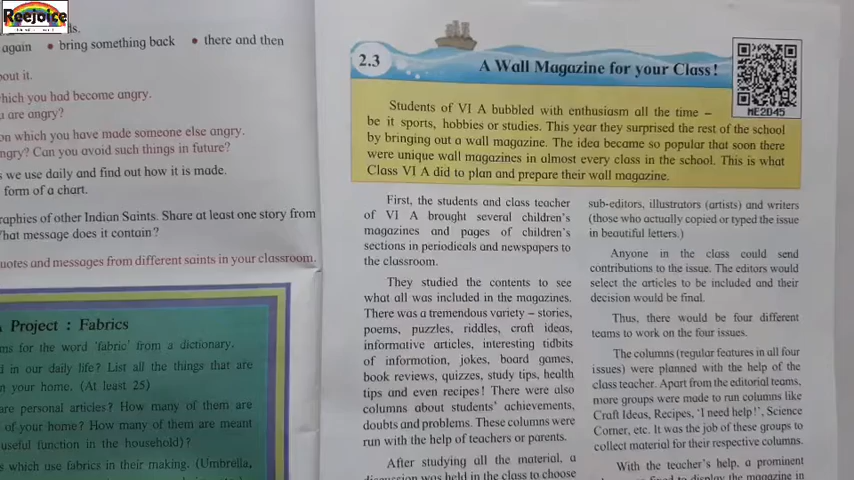 Reejoice
again • bring something back • there and then
out it.
hich you had become angry.
u are angry?
on which you have made someone else angry.
ngry? Can you avoid such things in future?
s we use daily and find out how it is made.
form of a chart.
raphies of other Indian Saints. Share at least one story from
hat message does it contain?
uotes and messages from different saints in your classroom.
A Project : Fabrics
ms for the word 'fabric' from a dictionary.
d in our daily life? List all the things that are
n your home. (At least 25)
are personal articles? How many of them are
of your home? How many of them are meant
useful function in the household)?
s which use fabrics in their making. (Umbrella,
2.3
A Wall Magazine for your Class!
ME2045
Students of VI A bubbled with enthusiasm all the time –
be it sports, hobbies or studies. This year they surprised the rest of the school
by bringing out a wall magazine. The idea became so popular that soon there
were unique wall magazines in almost every class in the school. This is what
Class VI A did to plan and prepare their wall magazine.
First, the students and class teacher
of VI A brought several children's
magazines and pages of children's
sections in periodicals and newspapers to
the classroom.
They studied the contents to see
what all was included in the magazines.
There was a tremendous variety – stories,
poems, puzzles, riddles, craft ideas,
informative articles, interesting tidbits
of information, jokes, board games,
book reviews, quizzes, study tips, health
tips and even recipes! There were also
columns about students' achievements,
doubts and problems. These columns were
run with the help of teachers or parents.
After studying all the material, a
discussion was held in the class to choose
sub-editors, illustrators (artists) and writers
(those who actually copied or typed the issue
in beautiful letters.)
Anyone in the class could send
contributions to the issue. The editors would
select the articles to be included and their
decision would be final.
Thus, there would be four different
teams to work on the four issues.
The columns (regular features in all four
issues) were planned with the help of the
class teacher. Apart from the editorial teams,
more groups were made to run columns like
Craft Ideas, Recipes, 'I need help!', Science
Corner, etc. It was the job of these groups to
collect material for their respective columns.
With the teacher's help, a prominent
fixed to display the magazine in